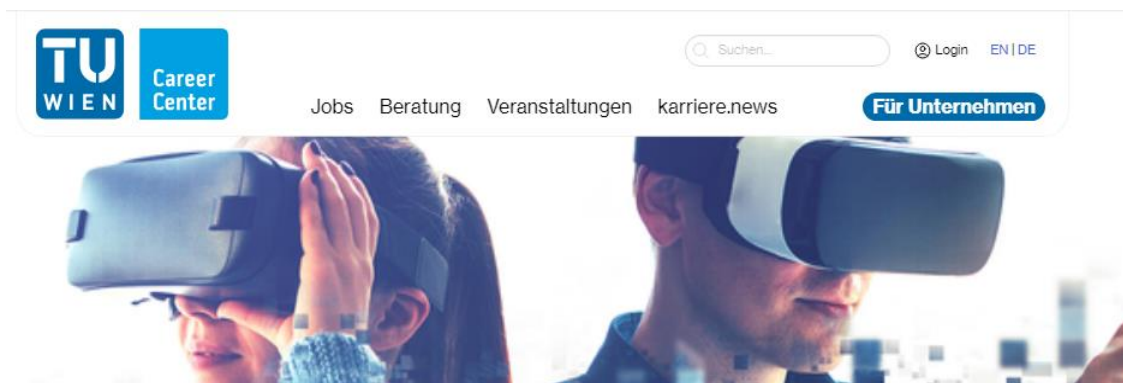 TU
WIEN
Career
Center
Suchen...
Login EN|DE
Jobs Beratung Veranstaltungen karriere.news Für Unternehmen